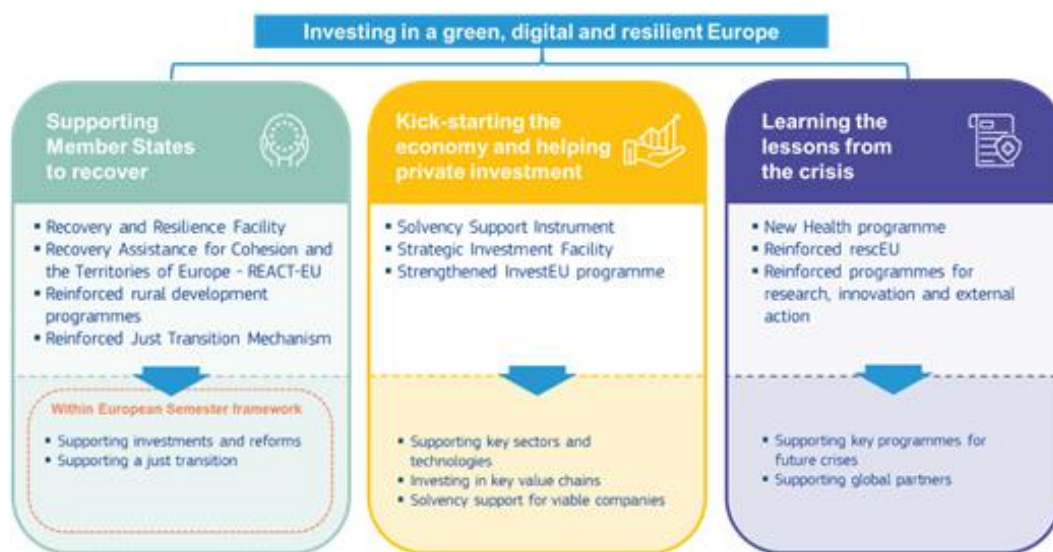 Investing in a green, digital and resilient Europe
Supporting
Member States
to recover
▪ Recovery and Resilience Facility
▪ Recovery Assistance for Cohesion and
the Territories of Europe - REACT-EU
▪ Reinforced rural development
programmes
▪ Reinforced Just Transition Mechanism
Within European Semester framework
▪ Supporting investments and reforms
▪ Supporting a just transition
Kick-starting the
economy and helping
private investment
▪ Solvency Support Instrument
▪ Strategic Investment Facility
▪ Strengthened InvestEU programme
▪ Supporting key sectors and
technologies
▪ Investing in key value chains
▪ Solvency support for viable companies
Learning the
lessons from
the crisis
▪ New Health programme
▪ Reinforced rescEU
▪ Reinforced programmes for
research, innovation and external
action
▪ Supporting key programmes for
future crises
▪ Supporting global partners